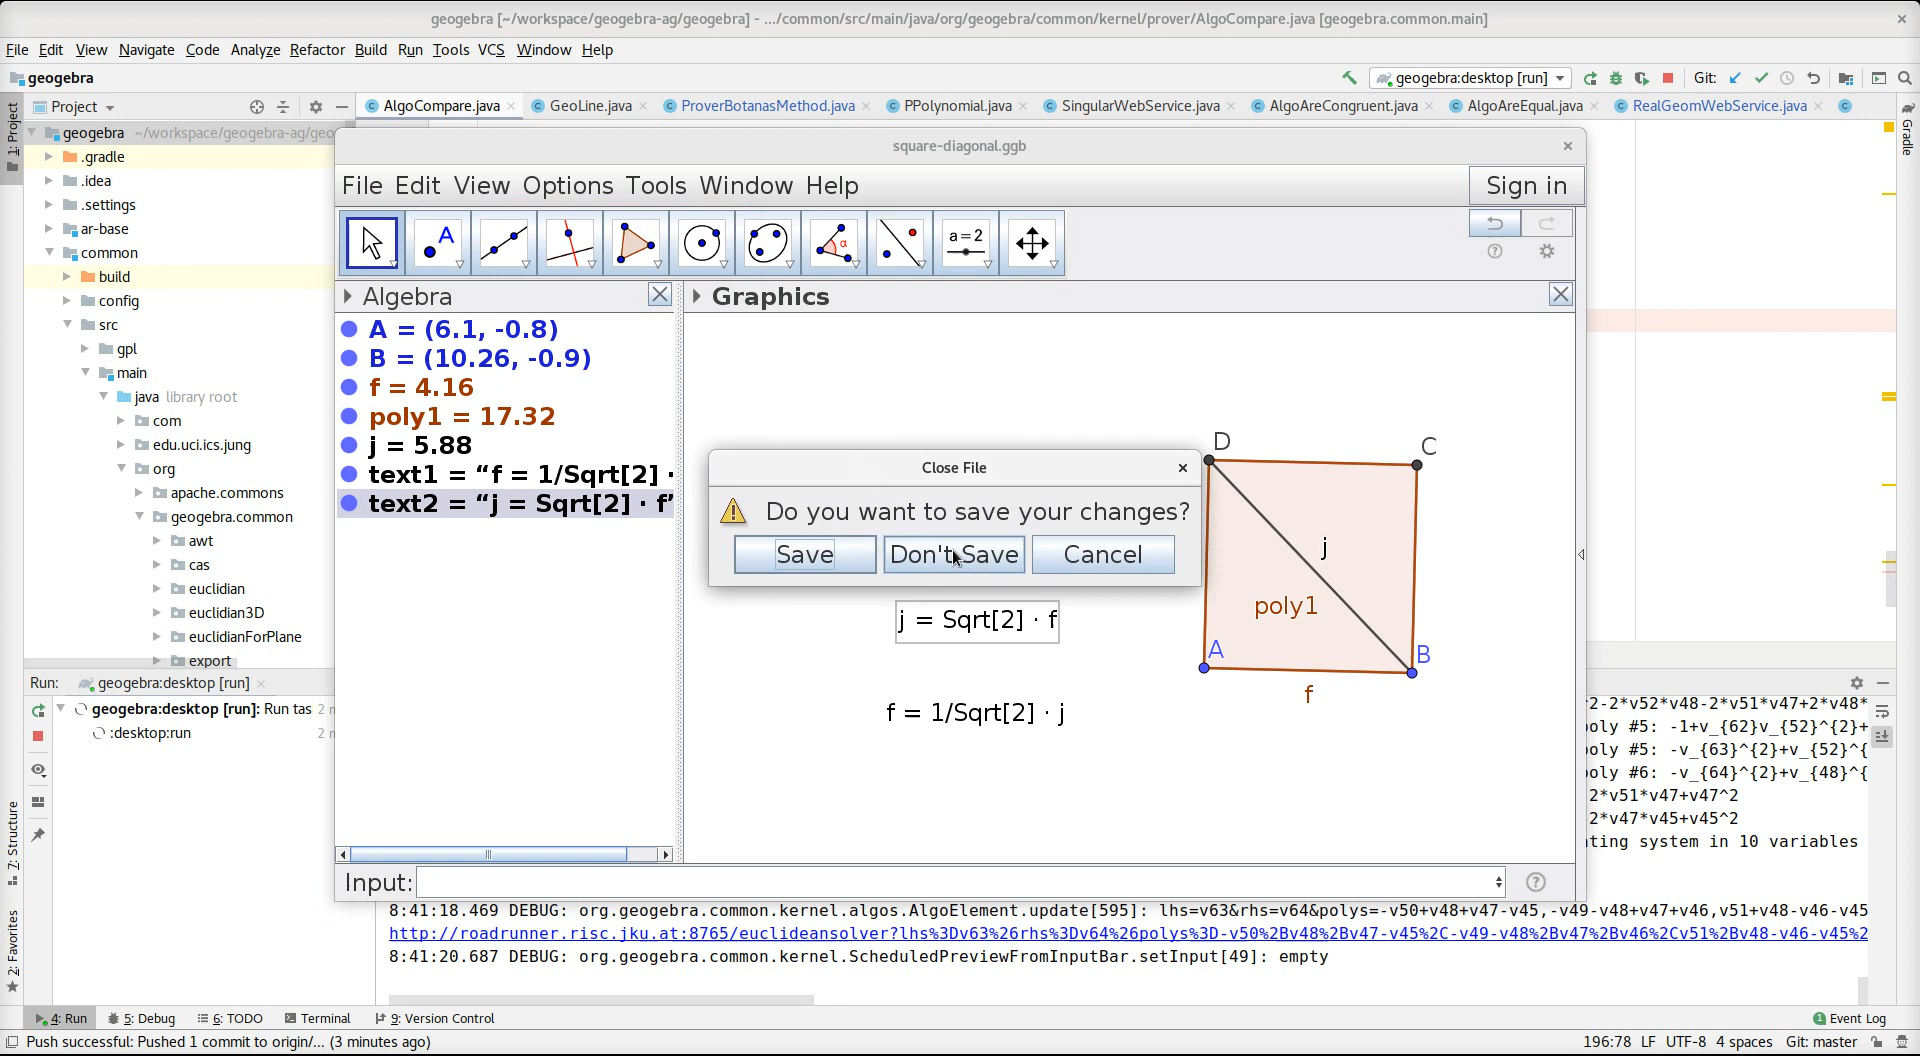 geogebra [~/workspace/geogebra-ag/geogebra] - .../common/src/main/java/org/geogebra/common/kernel/prover/AlgoCompare.java [geogebra.common.main]
File Edit View Navigate Code Analyze Refactor Build Run Tools VCS Window Help
geogebra
geogebra:desktop [run]
Git:
1: Project
Project
AlgoCompare.java
GeoLine.java
ProverBotanasMethod.java
PPolynomial.java
SingularWebService.java
AlgoAreCongruent.java
AlgoAreEqual.java
RealGeomWebService.java
Gradle
geogebra ~/workspace/geogebra-ag/geo
.gradle
.idea
.settings
ar-base
common
build
config
src
gpl
main
java library root
com
edu.uci.ics.jung
org
apache.commons
geogebra.common
awt
cas
euclidian
euclidian3D
euclidianForPlane
export
square-diagonal.ggb
File Edit View Options Tools Window Help
Sign in
A
α
a=2
Algebra
Graphics
A = (6.1, -0.8)
B = (10.26, -0.9)
f = 4.16
poly1 = 17.32
j = 5.88
text1 = “f = 1/Sqrt[2] ·
text2 = “j = Sqrt[2] · f”
D
C
Close File
Do you want to save your changes?
Save
Don't Save
Cancel
j
poly1
j = Sqrt[2] · f
A
B
f
f = 1/Sqrt[2] · j
Input:
Run: geogebra:desktop [run]
geogebra:desktop [run]: Run tas 2 m
:desktop:run 2 m
7: Structure
2: Favorites
2-2*v52*v48-2*v51*v47+2*v48*
oly #5: -1+v_{62}v_{52}^{2}+
oly #5: -v_{63}^{2}+v_{52}^{
oly #6: -v_{64}^{2}+v_{48}^{
2*v51*v47+v47^2
2*v47*v45+v45^2
ting system in 10 variables
8:41:18.469 DEBUG: org.geogebra.common.kernel.algos.AlgoElement.update[595]: lhs=v63&rhs=v64&polys=-v50+v48+v47-v45,-v49-v48+v47+v46,v51+v48-v46-v45
http://roadrunner.risc.jku.at:8765/euclideansolver?lhs%3Dv63%26rhs%3Dv64%26polys%3D-v50%2Bv48%2Bv47-v45%2C-v49-v48%2Bv47%2Bv46%2Cv51%2Bv48-v46-v45%2
8:41:20.687 DEBUG: org.geogebra.common.kernel.ScheduledPreviewFromInputBar.setInput[49]: empty
4: Run
5: Debug
6: TODO
Terminal
9: Version Control
1 Event Log
Push successful: Pushed 1 commit to origin/... (3 minutes ago)
196:78 LF UTF-8 4 spaces Git: master